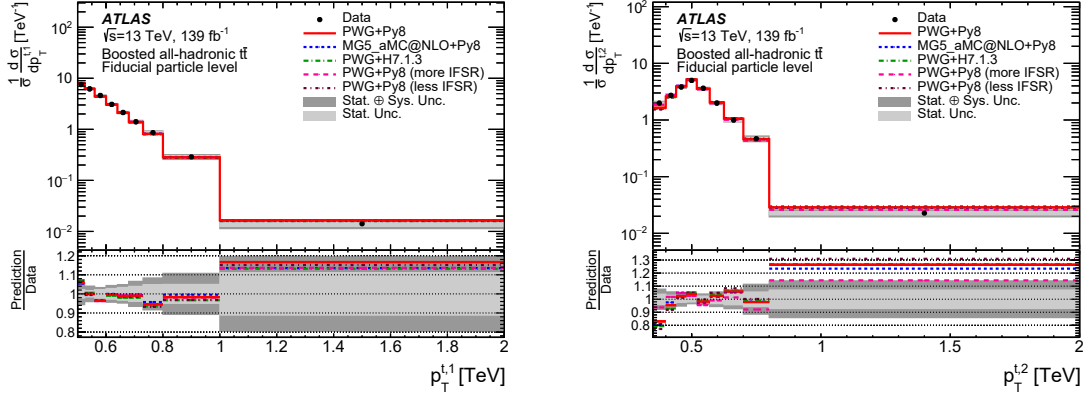 ATLAS
√s=13 TeV, 139 fb⁻¹
Boosted all-hadronic tt̄
Fiducial particle level
Data
PWG+Py8
MG5_aMC@NLO+Py8
PWG+H7.1.3
PWG+Py8 (more IFSR)
PWG+Py8 (less IFSR)
Stat. ⊕ Sys. Unc.
Stat. Unc.
1/σ d σ/dp_T^{t,1} [TeV⁻¹]
10²
10
1
10⁻¹
10⁻²
Prediction
Data
1.2
1.1
1.0
0.9
0.8
0.6 0.8 1 1.2 1.4 1.6 1.8 2
p_T^{t,1} [TeV]
ATLAS
√s=13 TeV, 139 fb⁻¹
Boosted all-hadronic tt̄
Fiducial particle level
Data
PWG+Py8
MG5_aMC@NLO+Py8
PWG+H7.1.3
PWG+Py8 (more IFSR)
PWG+Py8 (less IFSR)
Stat. ⊕ Sys. Unc.
Stat. Unc.
1/σ d σ/dp_T^{t,2} [TeV⁻¹]
10²
10
1
10⁻¹
10⁻²
Prediction
Data
1.3
1.2
1.1
1.0
0.9
0.8
0.5 1 1.5 2
p_T^{t,2} [TeV]